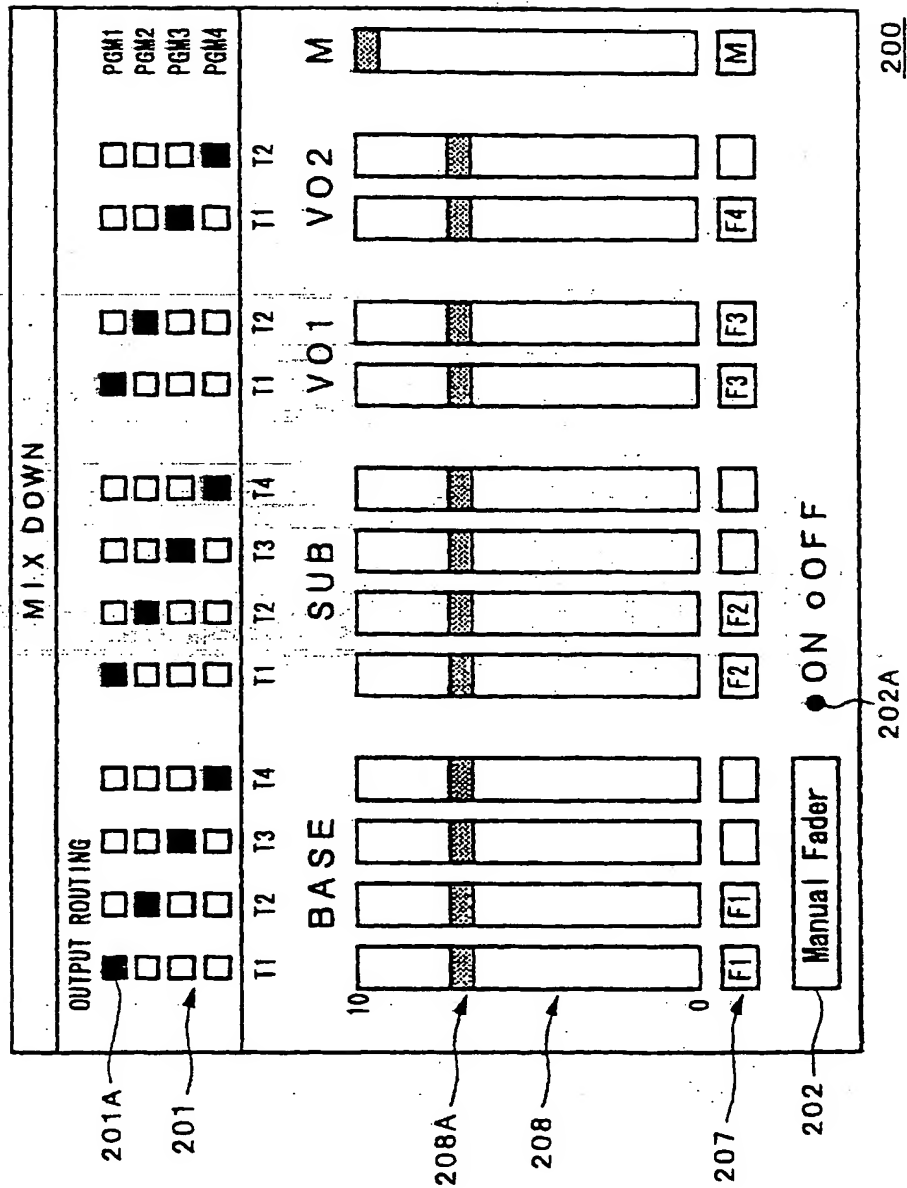 MIX DOWN
OUTPUT ROUTING
PGM1
PGM2
PGM3
PGM4
T1 T2 T3 T4 T1 T2 T3 T4 T1 T2 T1 T2
BASE SUB VO1 VO2 M
10
0
F1 F1 F2 F2 F3 F3 F4 M
Manual Fader ON OFF
201A
201
208A
208
207
202
202A
200